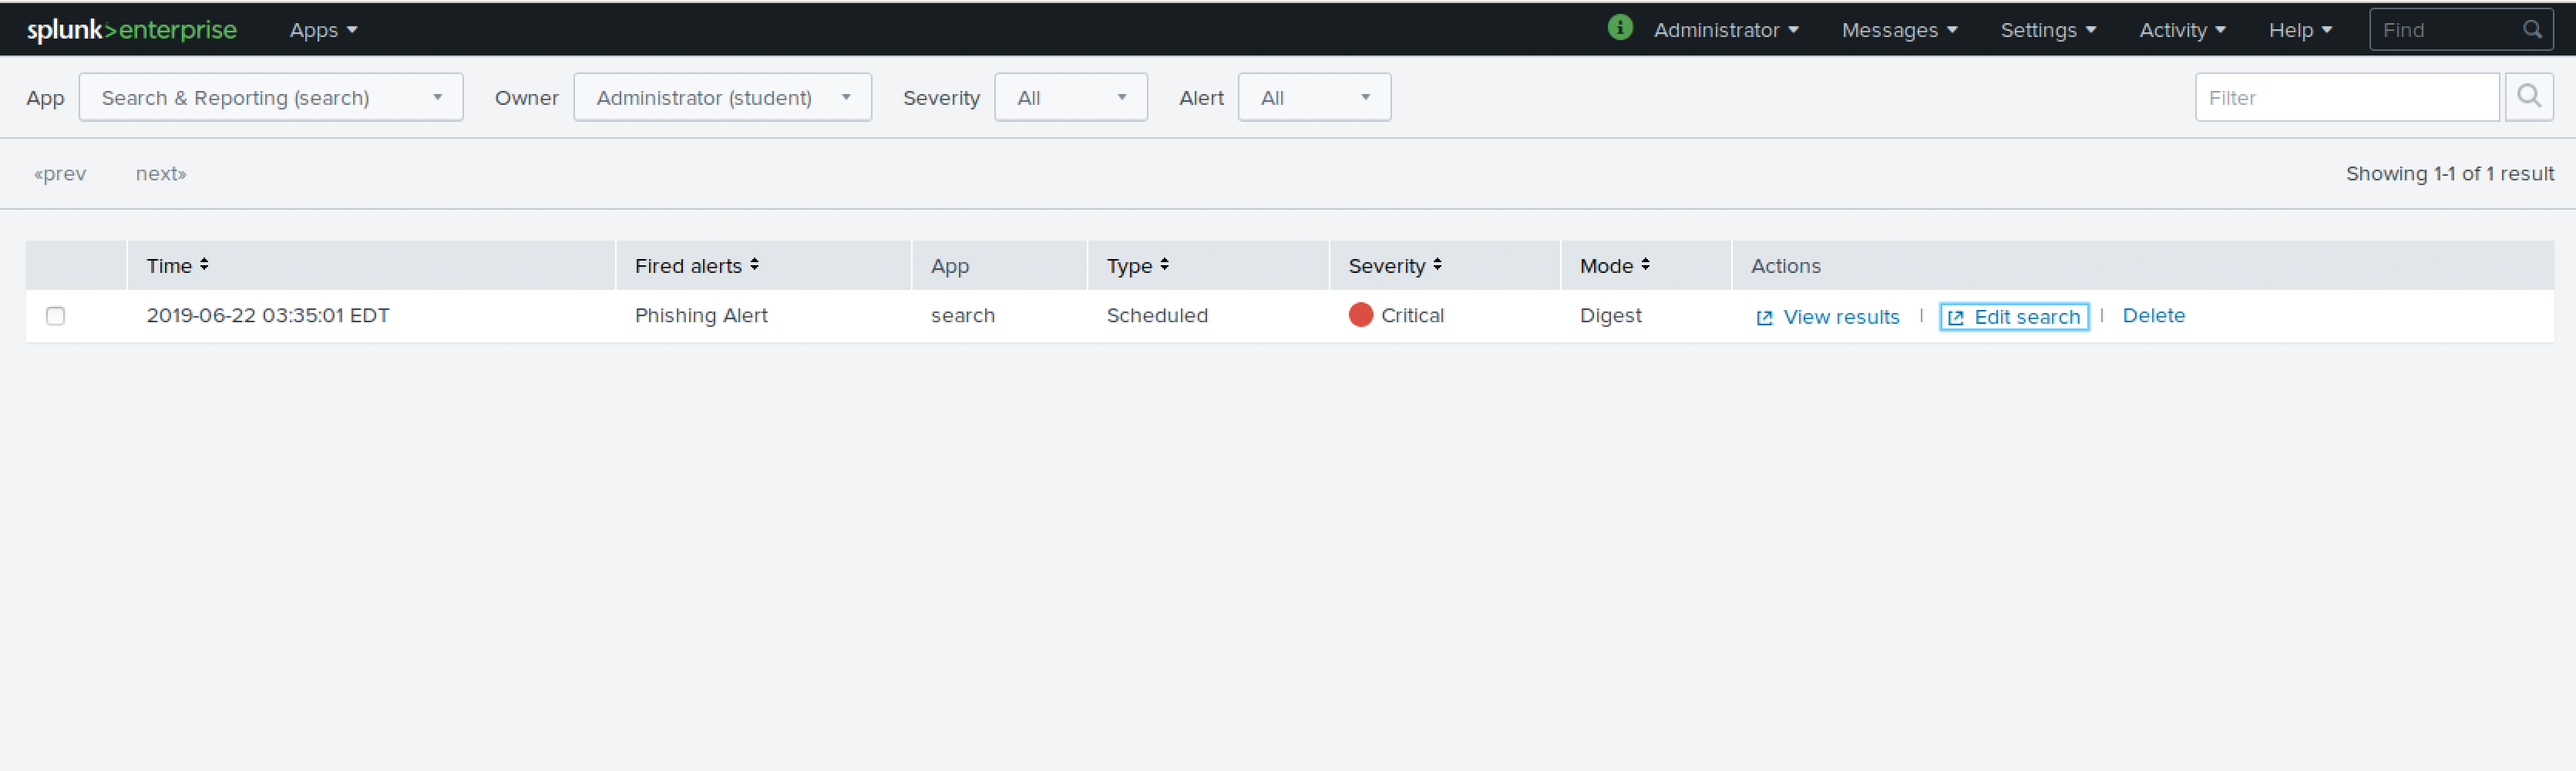 splunk>enterprise Apps Administrator Messages Settings Activity Help Find
App Search & Reporting (search) Owner Administrator (student) Severity All Alert All Filter
«prev next» Showing 1-1 of 1 result
Time Fired alerts App Type Severity Mode Actions
2019-06-22 03:35:01 EDT Phishing Alert search Scheduled Critical Digest View results | Edit search | Delete